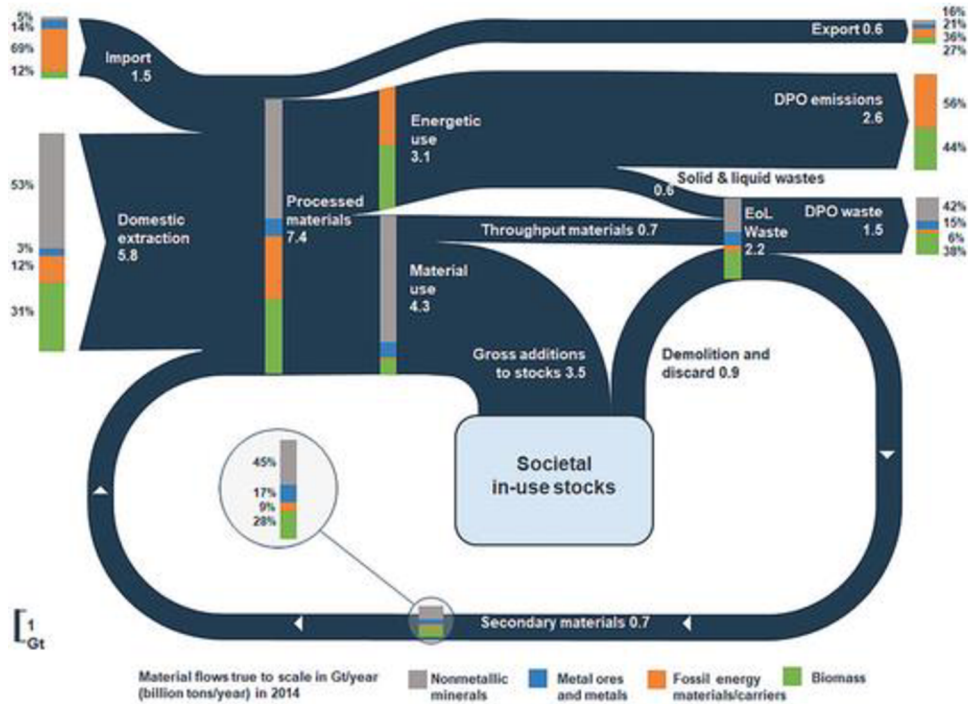 5%
14%
69%
12%
Import
1.5
Export 0.6
16%
21%
36%
27%
53%
3%
12%
31%
Domestic
extraction
5.8
Processed
materials
7.4
Energetic
use
3.1
DPO emissions
2.6
56%
44%
Solid & liquid wastes
0.6
Throughput materials 0.7
EoL
Waste
2.2
DPO waste
1.5
42%
15%
6%
38%
Material
use
4.3
Gross additions
to stocks 3.5
Demolition and
discard 0.9
Societal
in-use stocks
45%
17%
9%
28%
Secondary materials 0.7
1
Gt
Material flows true to scale in Gt/year
(billion tons/year) in 2014
Nonmetallic
minerals
Metal ores
and metals
Fossil energy
materials/carriers
Biomass